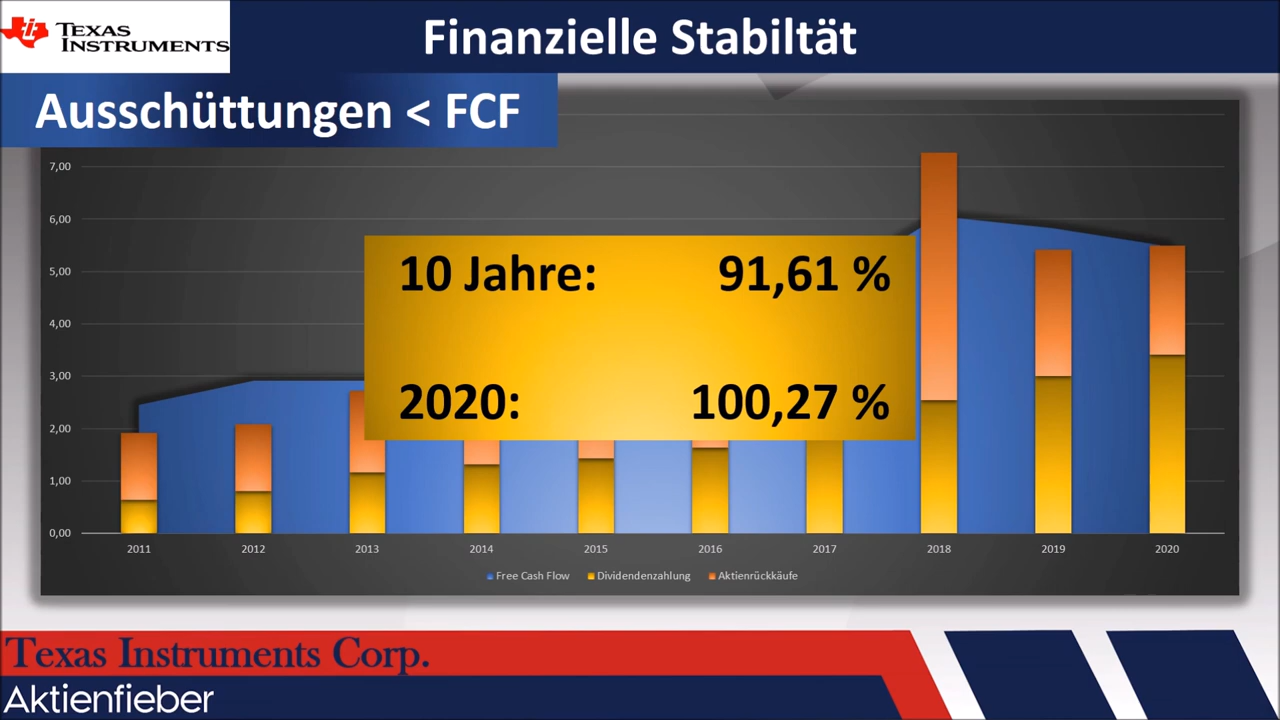 TEXAS
INSTRUMENTS
Finanzielle Stabiltät
Ausschüttungen < FCF
7,00
6,00
5,00
4,00
3,00
2,00
1,00
0,00
10 Jahre: 91,61 %
2020: 100,27 %
2011 2012 2013 2014 2015 2016 2017 2018 2019 2020
Free Cash Flow Dividendenzahlung Aktienrückkäufe
Texas Instruments Corp.
Aktienfieber